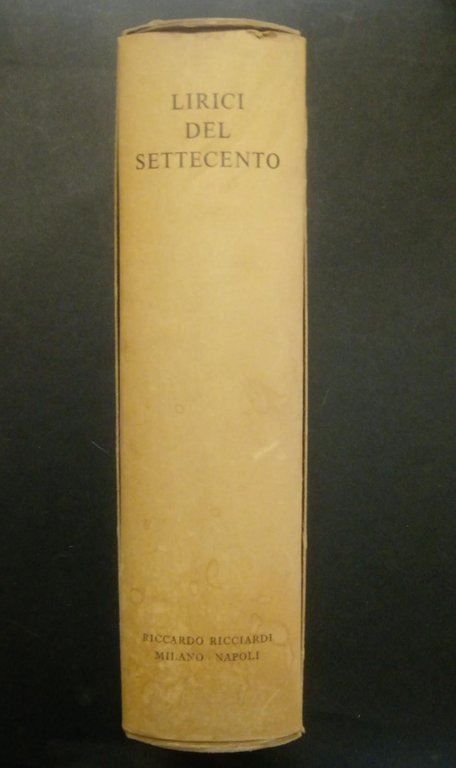 LIRICI
DEL
SETTECENTO
RICCARDO RICCIARDI
MILANO · NAPOLI